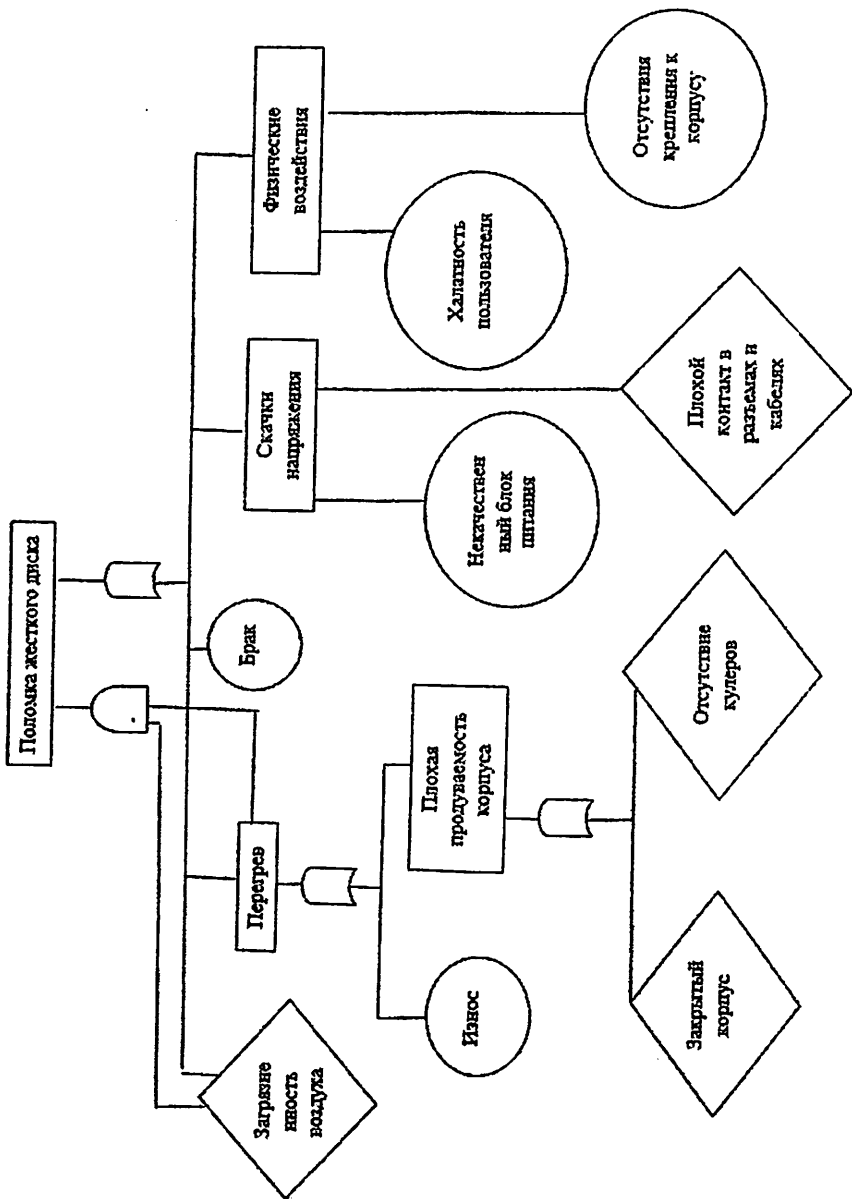 Поломка жесткого диска
Загрязне
нность
воздуха
Перегрев
Брак
Скачки
напряжения
Физические
воздействия
Износ
Плохая
продуваемость
корпуса
Некачествен
ный блок
питания
Халатность
пользователя
Закрытый
корпус
Отсутствие
кулеров
Плохой
контакт в
разъемах и
кабелях
Отсутствия
крепления к
корпусу